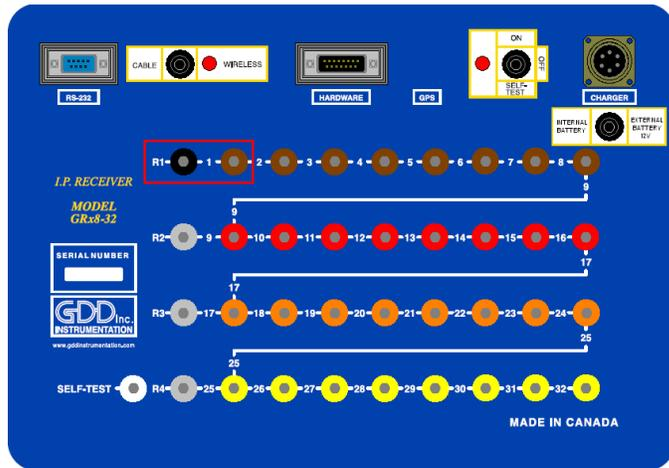 ON
OFF
CABLE
WIRELESS
SELF-
TEST
RS-232
HARDWARE
GPS
CHARGER
INTERNAL
BATTERY
EXTERNAL
BATTERY
12V
R1 1 2 3 4 5 6 7 8
9
I.P. RECEIVER
MODEL
GRx8-32
9
R2 9 10 11 12 13 14 15 16
17
SERIAL NUMBER
17
GDD Inc.
INSTRUMENTATION
www.gddinstrumentation.com
R3 17 18 19 20 21 22 23 24
25
25
SELF-TEST R4 25 26 27 28 29 30 31 32
MADE IN CANADA